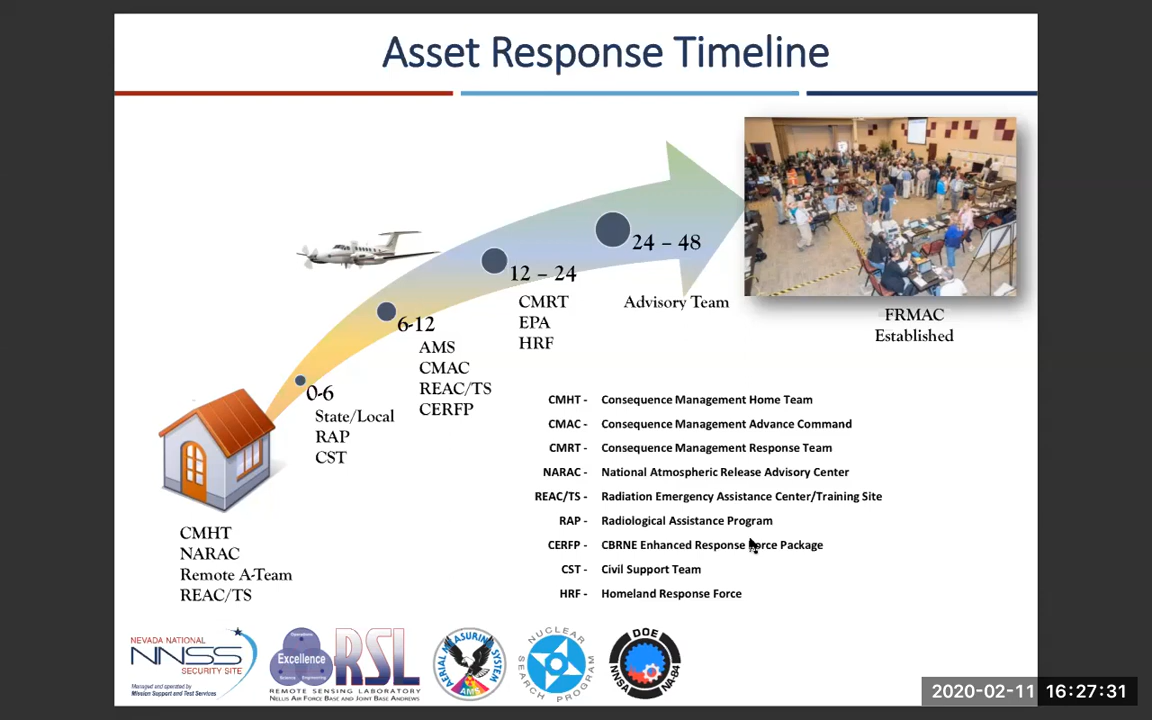 Asset Response Timeline
24 – 48
12 – 24
CMRT
EPA
HRF
Advisory Team
FRMAC
Established
6-12
AMS
CMAC
REAC/TS
CERFP
0-6
State/Local
RAP
CST
CMHT
NARAC
Remote A-Team
REAC/TS
CMHT - Consequence Management Home Team
CMAC - Consequence Management Advance Command
CMRT - Consequence Management Response Team
NARAC - National Atmospheric Release Advisory Center
REAC/TS - Radiation Emergency Assistance Center/Training Site
RAP - Radiological Assistance Program
CERFP - CBRNE Enhanced Response Force Package
CST - Civil Support Team
HRF - Homeland Response Force
NEVADA NATIONAL
NNSS
SECURITY SITE
Managed and operated by
Mission Support and Test Services
Operations
Excellence
Science
Engineering
RSL
REMOTE SENSING LABORATORY
NELLIS AIR FORCE BASE AND JOINT BASE ANDREWS
AERIAL MEASURING SYSTEM
AMS
NUCLEAR
SEARCH PROGRAM
DOE
NNSA
NA-84
2020-02-11 16:27:31